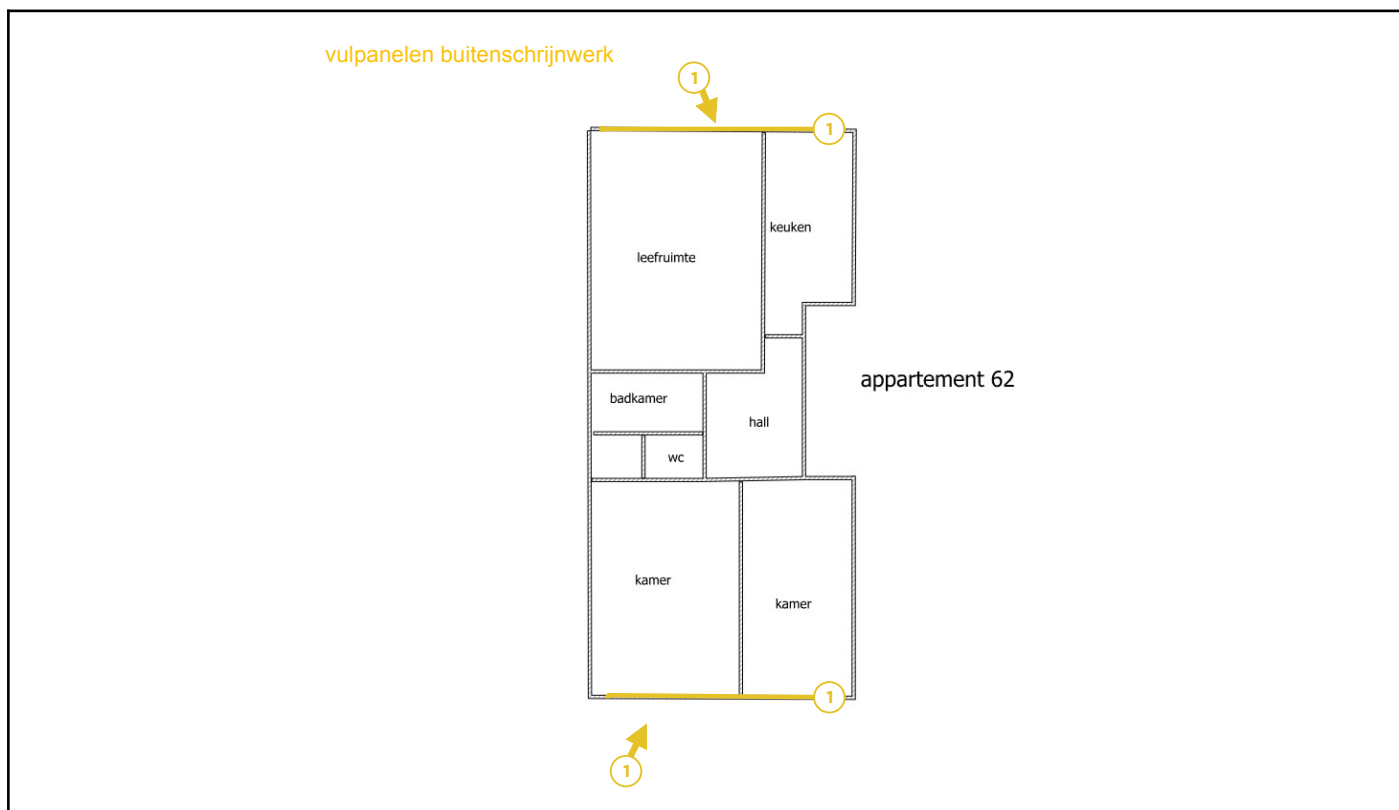 vulpanelen buitenschrijnwerk
1
1
keuken
leefruimte
appartement 62
badkamer
hall
wc
kamer
kamer
1
1